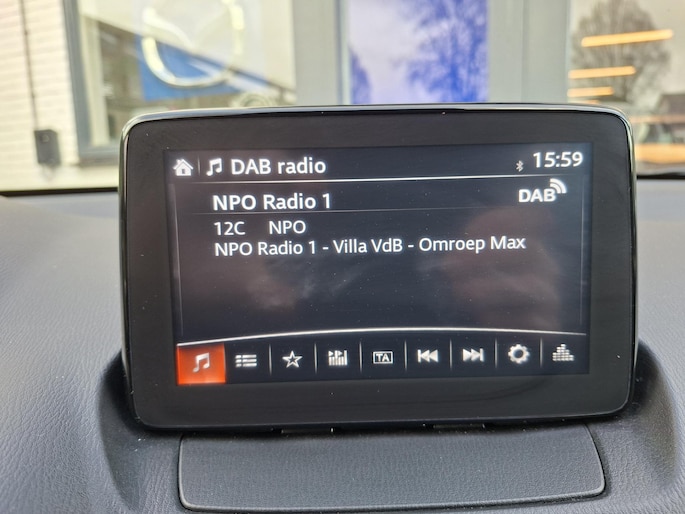 DAB radio
15:59
NPO Radio 1
DAB
12C NPO
NPO Radio 1 - Villa VdB - Omroep Max
TA